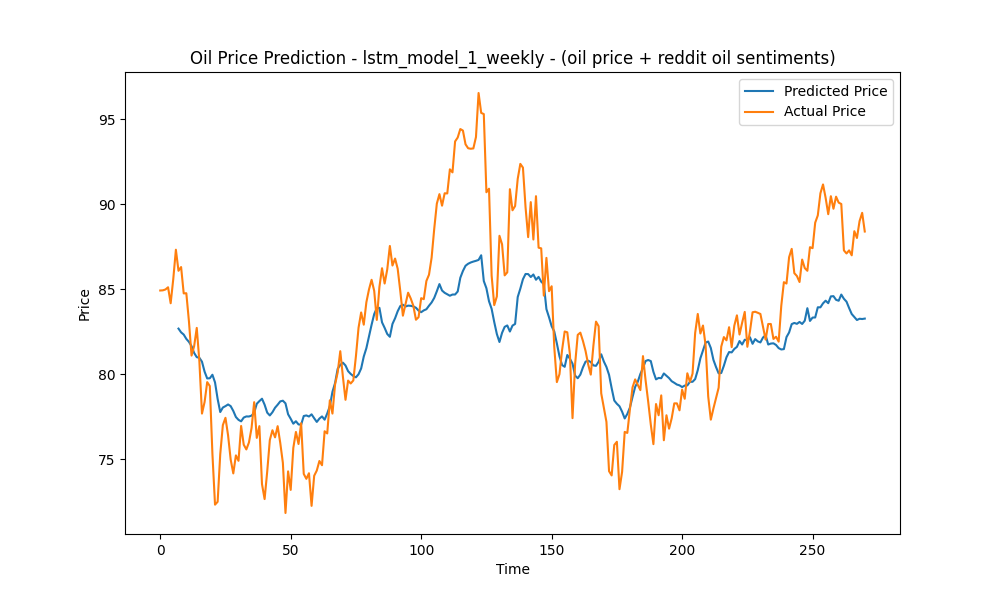 Oil Price Prediction - lstm_model_1_weekly - (oil price + reddit oil sentiments)
Predicted Price
Actual Price
95
90
85
80
75
Price
0 50 100 150 200 250
Time